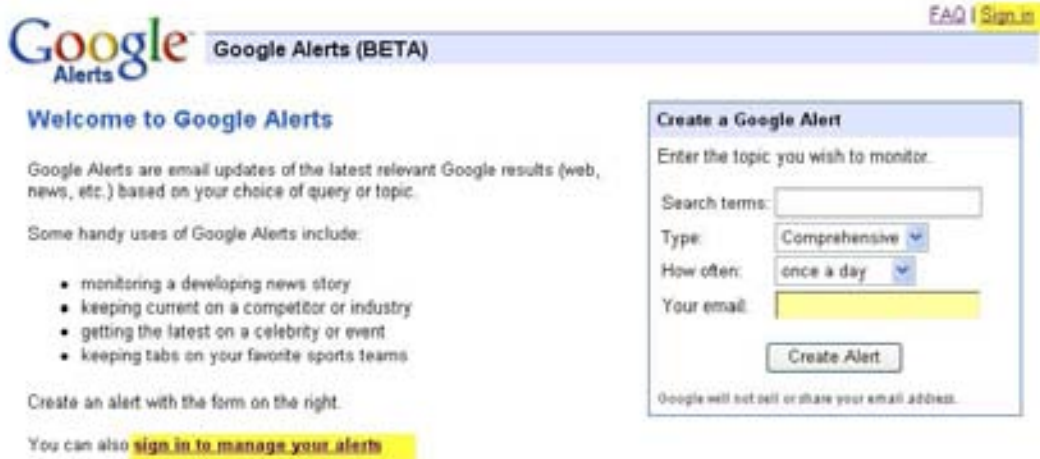 FAQ | Sign in
Google
Alerts
Google Alerts (BETA)
Welcome to Google Alerts
Google Alerts are email updates of the latest relevant Google results (web,
news, etc.) based on your choice of query or topic.
Some handy uses of Google Alerts include:
• monitoring a developing news story
• keeping current on a competitor or industry
• getting the latest on a celebrity or event
• keeping tabs on your favorite sports teams
Create an alert with the form on the right.
You can also sign in to manage your alerts
Create a Google Alert
Enter the topic you wish to monitor.
Search terms:
Type: Comprehensive
How often: once a day
Your email:
Create Alert
Google will not sell or share your email address.